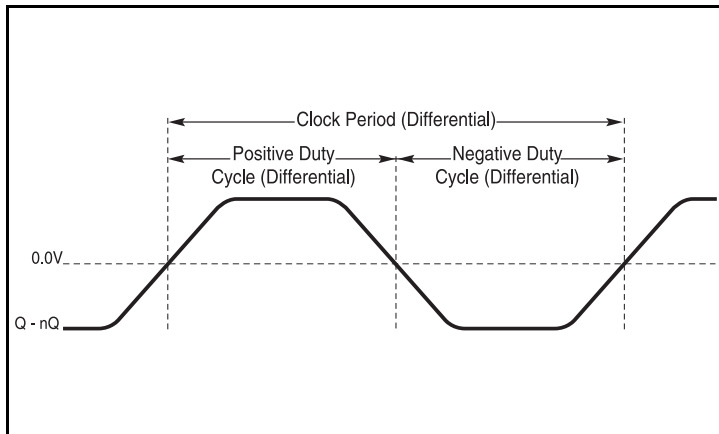 Clock Period (Differential)
Positive Duty
Cycle (Differential)
Negative Duty
Cycle (Differential)
0.0V
Q - nQ